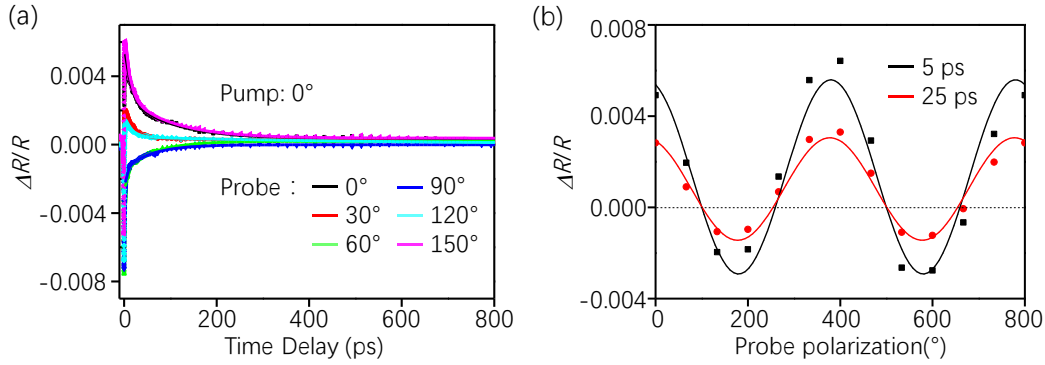 (a)
0.004
0.000
-0.004
-0.008
ΔR/R
Pump: 0°
Probe :
0°
90°
30°
120°
60°
150°
0
200
400
600
800
Time Delay (ps)
(b)
0.008
0.004
0.000
-0.004
ΔR/R
5 ps
25 ps
0
200
400
600
800
Probe polarization(°)